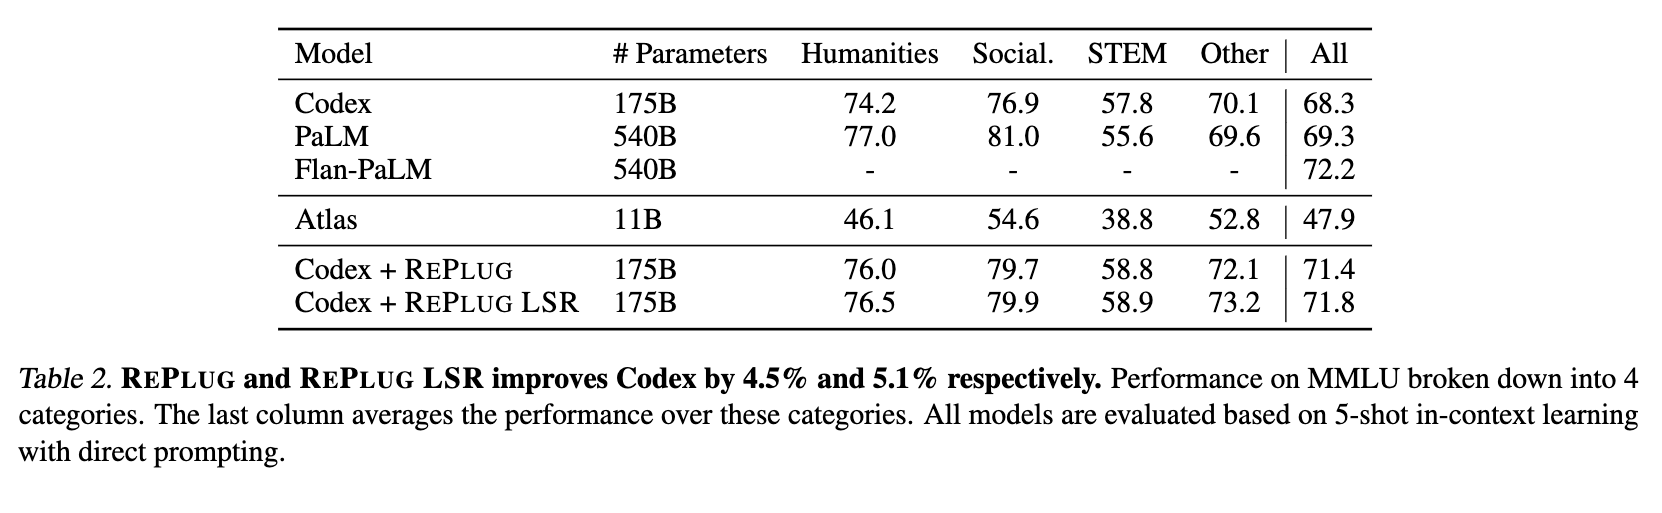 Model # Parameters Humanities Social. STEM Other All
Codex 175B 74.2 76.9 57.8 70.1 68.3
PaLM 540B 77.0 81.0 55.6 69.6 69.3
Flan-PaLM 540B - - - - 72.2
Atlas 11B 46.1 54.6 38.8 52.8 47.9
Codex + REPLUG 175B 76.0 79.7 58.8 72.1 71.4
Codex + REPLUG LSR 175B 76.5 79.9 58.9 73.2 71.8
Table 2. REPLUG and REPLUG LSR improves Codex by 4.5% and 5.1% respectively. Performance on MMLU broken down into 4
categories. The last column averages the performance over these categories. All models are evaluated based on 5-shot in-context learning
with direct prompting.